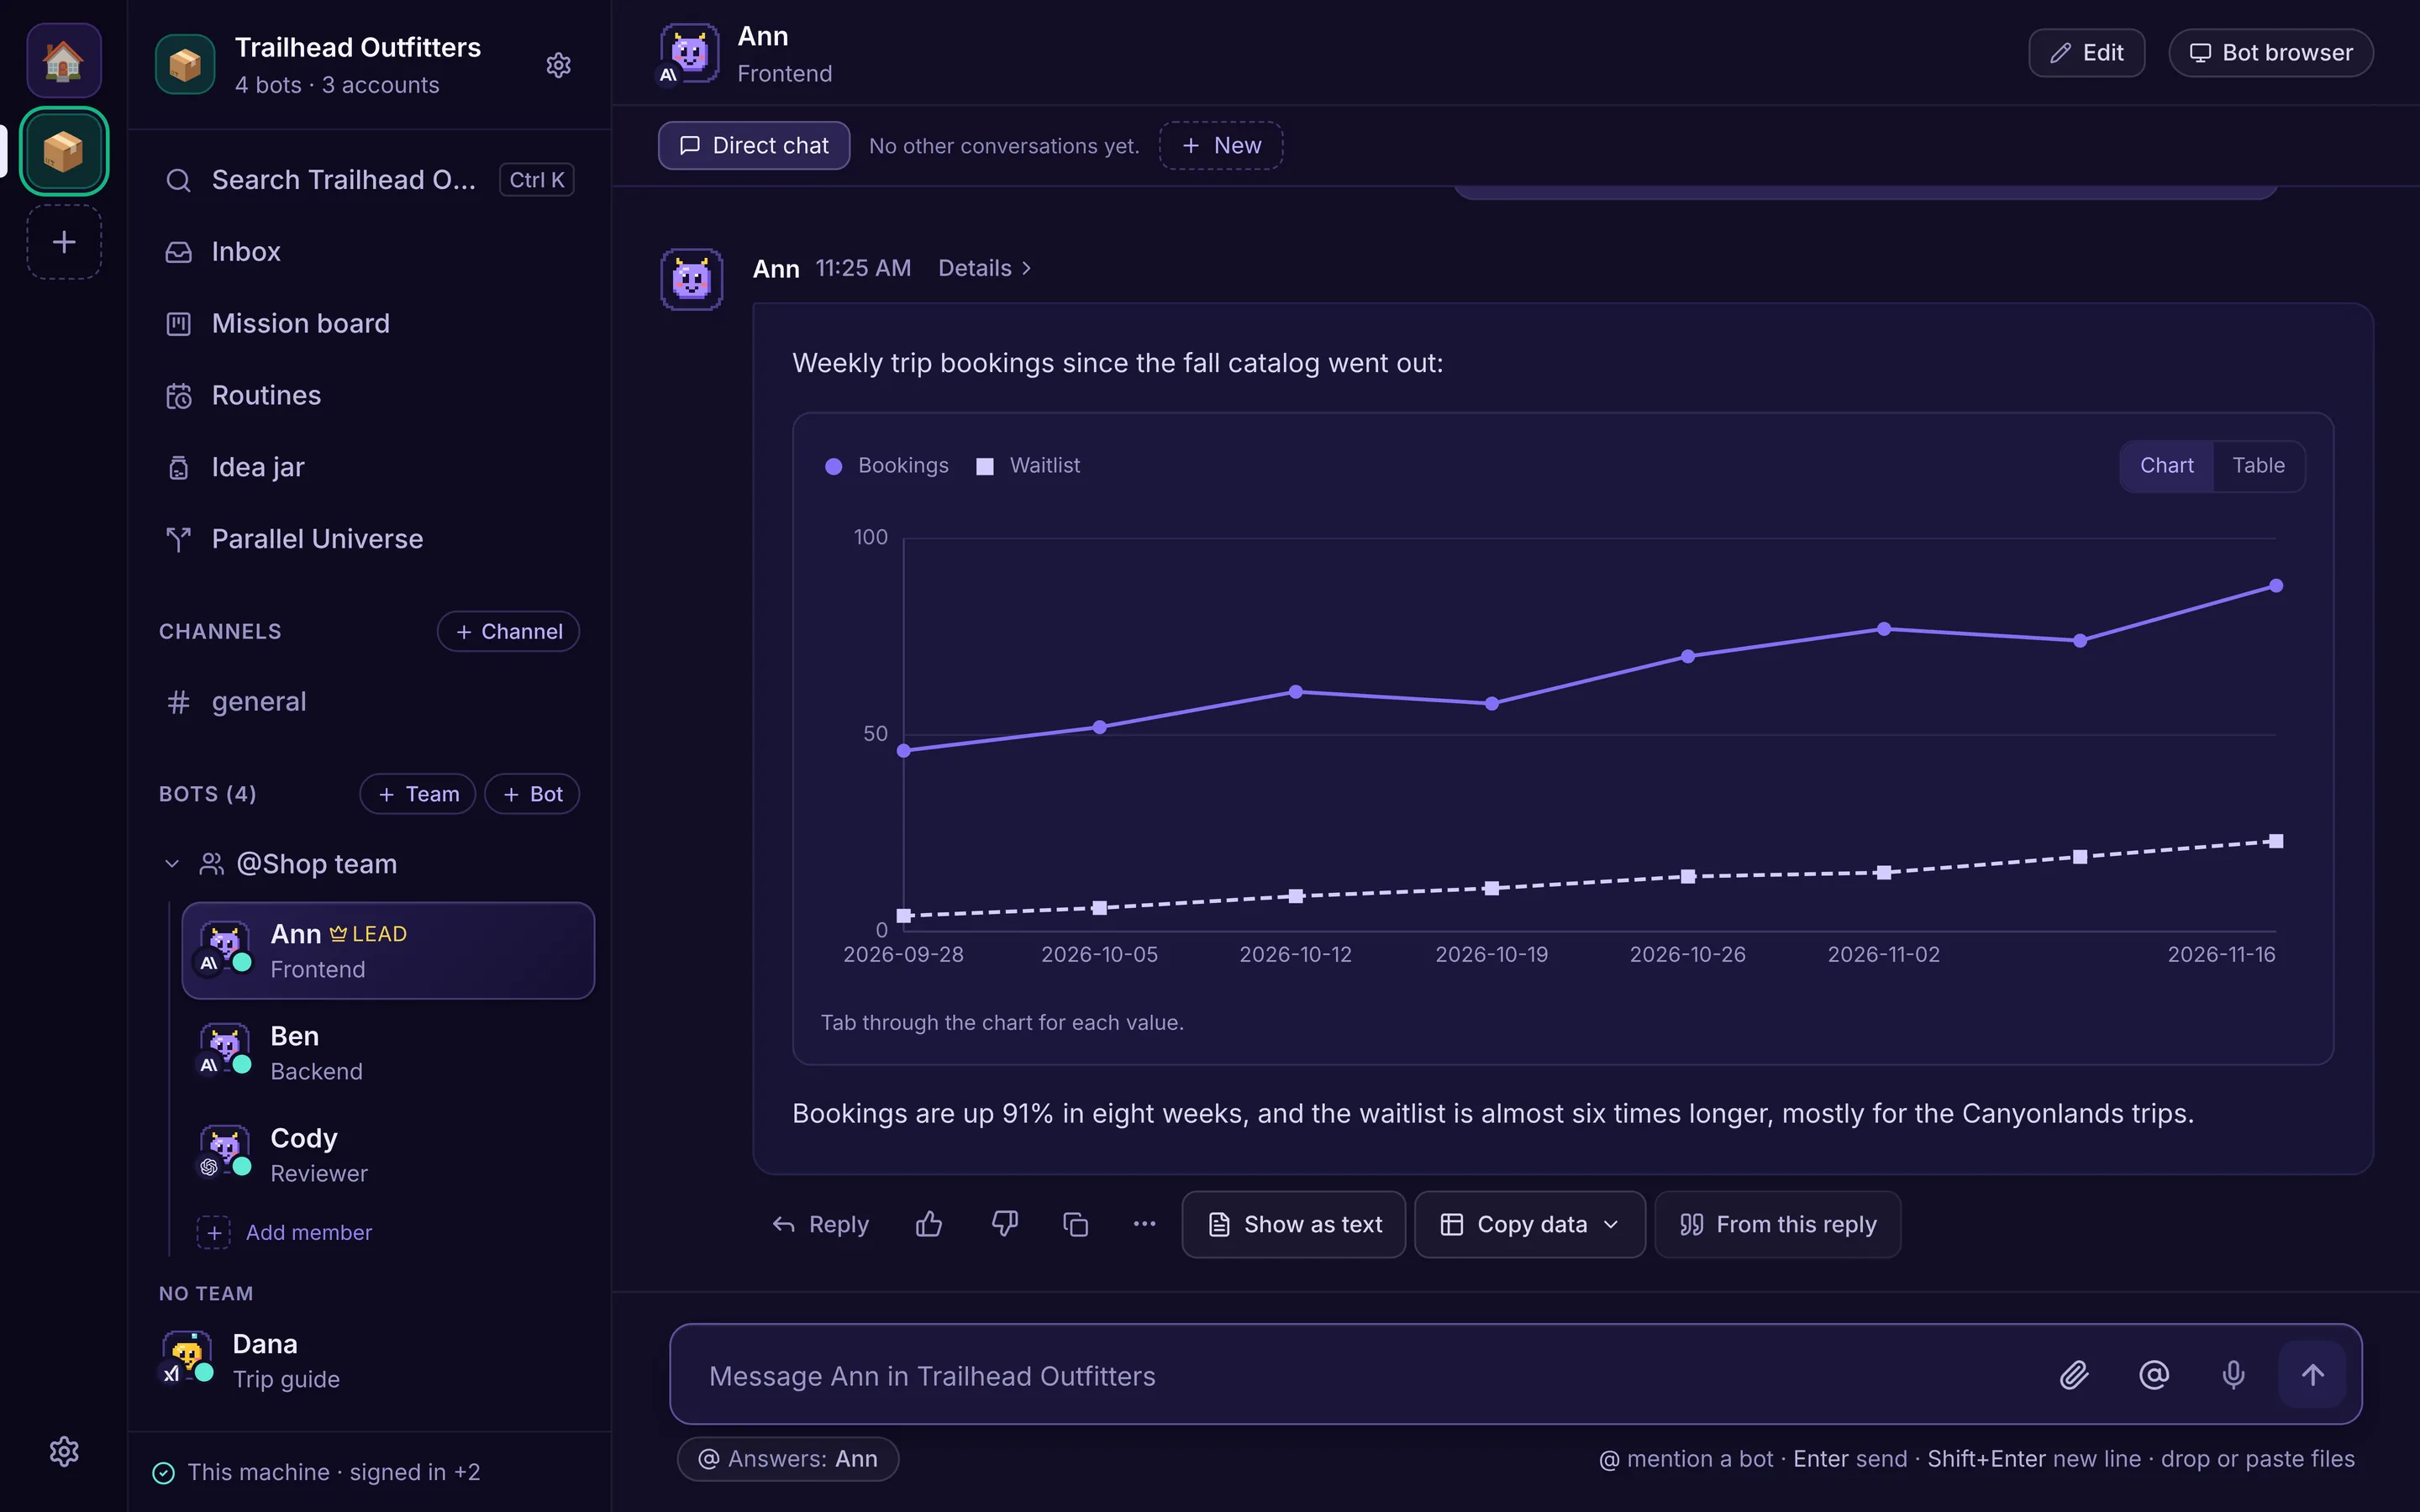 Trailhead Outfitters
4 bots · 3 accounts
Search Trailhead O... Ctrl K
Inbox
Mission board
Routines
Idea jar
Parallel Universe
CHANNELS + Channel
# general
BOTS (4) + Team + Bot
@Shop team
Ann LEAD
Frontend
Ben
Backend
Cody
Reviewer
+ Add member
NO TEAM
Dana
Trip guide
This machine · signed in +2
Ann
Frontend
Edit
Bot browser
Direct chat
No other conversations yet.
+ New
Ann 11:25 AM Details >
Weekly trip bookings since the fall catalog went out:
Bookings Waitlist
Chart Table
100
50
0
2026-09-28 2026-10-05 2026-10-12 2026-10-19 2026-10-26 2026-11-02 2026-11-16
Tab through the chart for each value.
Bookings are up 91% in eight weeks, and the waitlist is almost six times longer, mostly for the Canyonlands trips.
Reply
Show as text
Copy data
From this reply
Message Ann in Trailhead Outfitters
@ Answers: Ann
@ mention a bot · Enter send · Shift+Enter new line · drop or paste files